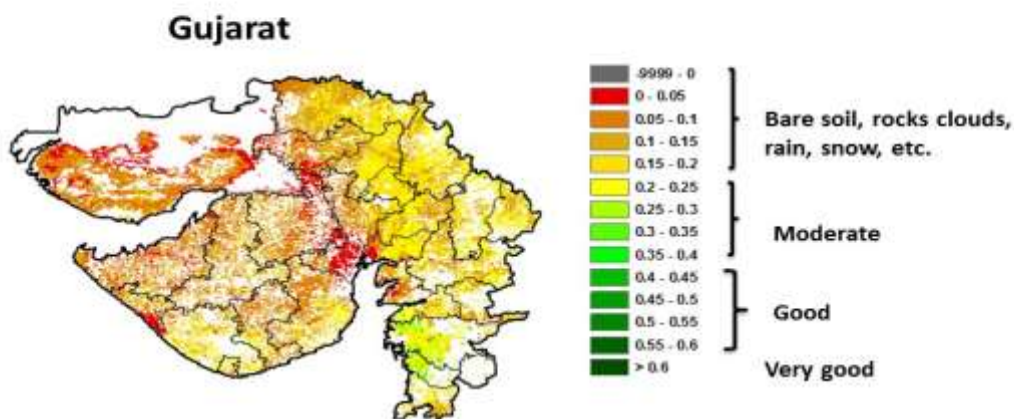 Gujarat
-9999 - 0
0 - 0.05
0.05 - 0.1
0.1 - 0.15
0.15 - 0.2
0.2 - 0.25
0.25 - 0.3
0.3 - 0.35
0.35 - 0.4
0.4 - 0.45
0.45 - 0.5
0.5 - 0.55
0.55 - 0.6
> 0.6
Bare soil, rocks clouds,
rain, snow, etc.
Moderate
Good
Very good